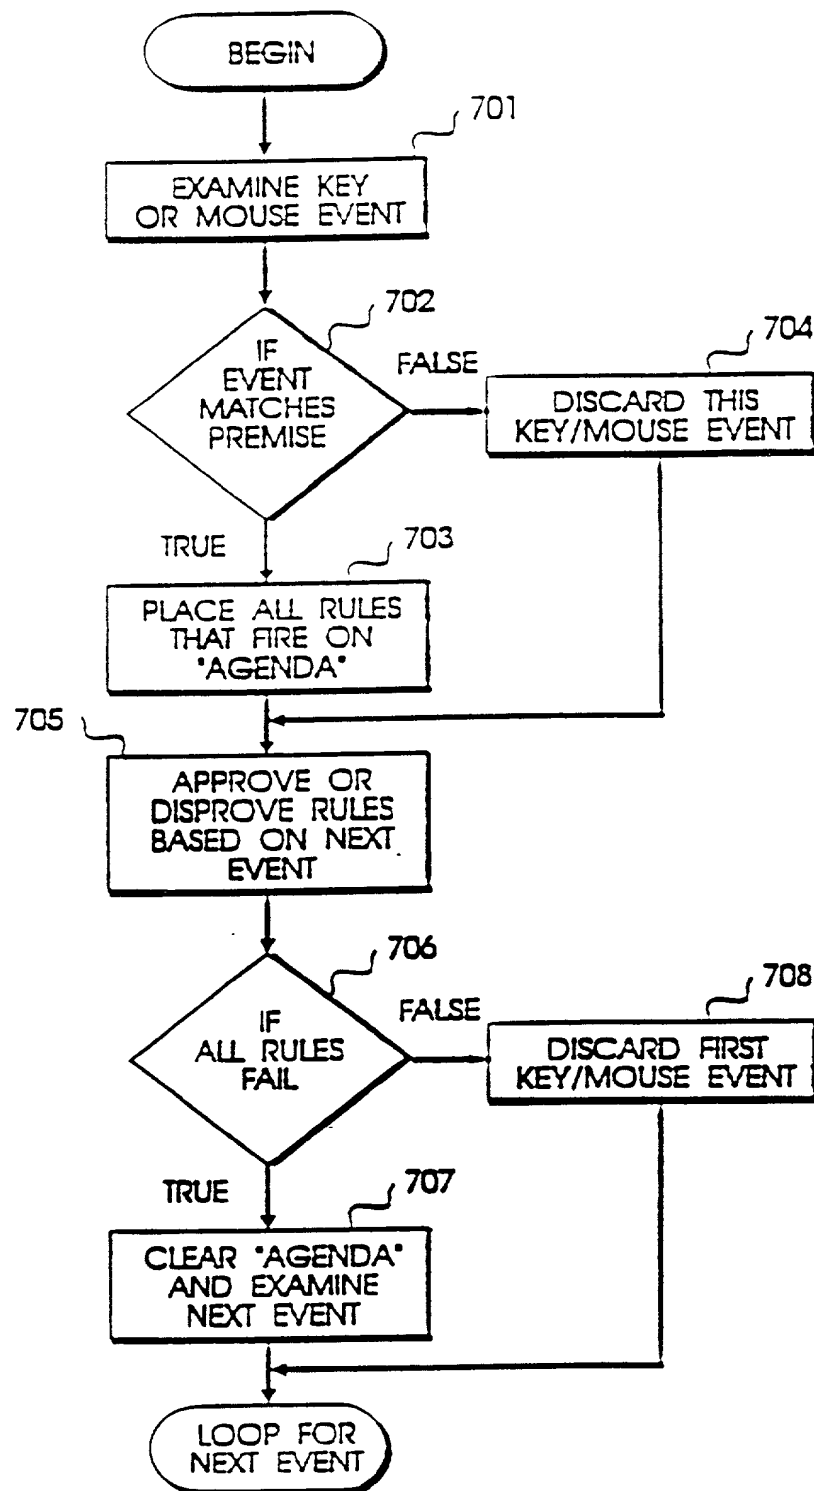 BEGIN
701
EXAMINE KEY
OR MOUSE EVENT
702
IF
EVENT
MATCHES
PREMISE
FALSE
704
DISCARD THIS
KEY/MOUSE EVENT
TRUE
703
PLACE ALL RULES
THAT FIRE ON
"AGENDA"
705
APPROVE OR
DISPROVE RULES
BASED ON NEXT
EVENT
706
IF
ALL RULES
FAIL
FALSE
708
DISCARD FIRST
KEY/MOUSE EVENT
TRUE
707
CLEAR "AGENDA"
AND EXAMINE
NEXT EVENT
LOOP FOR
NEXT EVENT